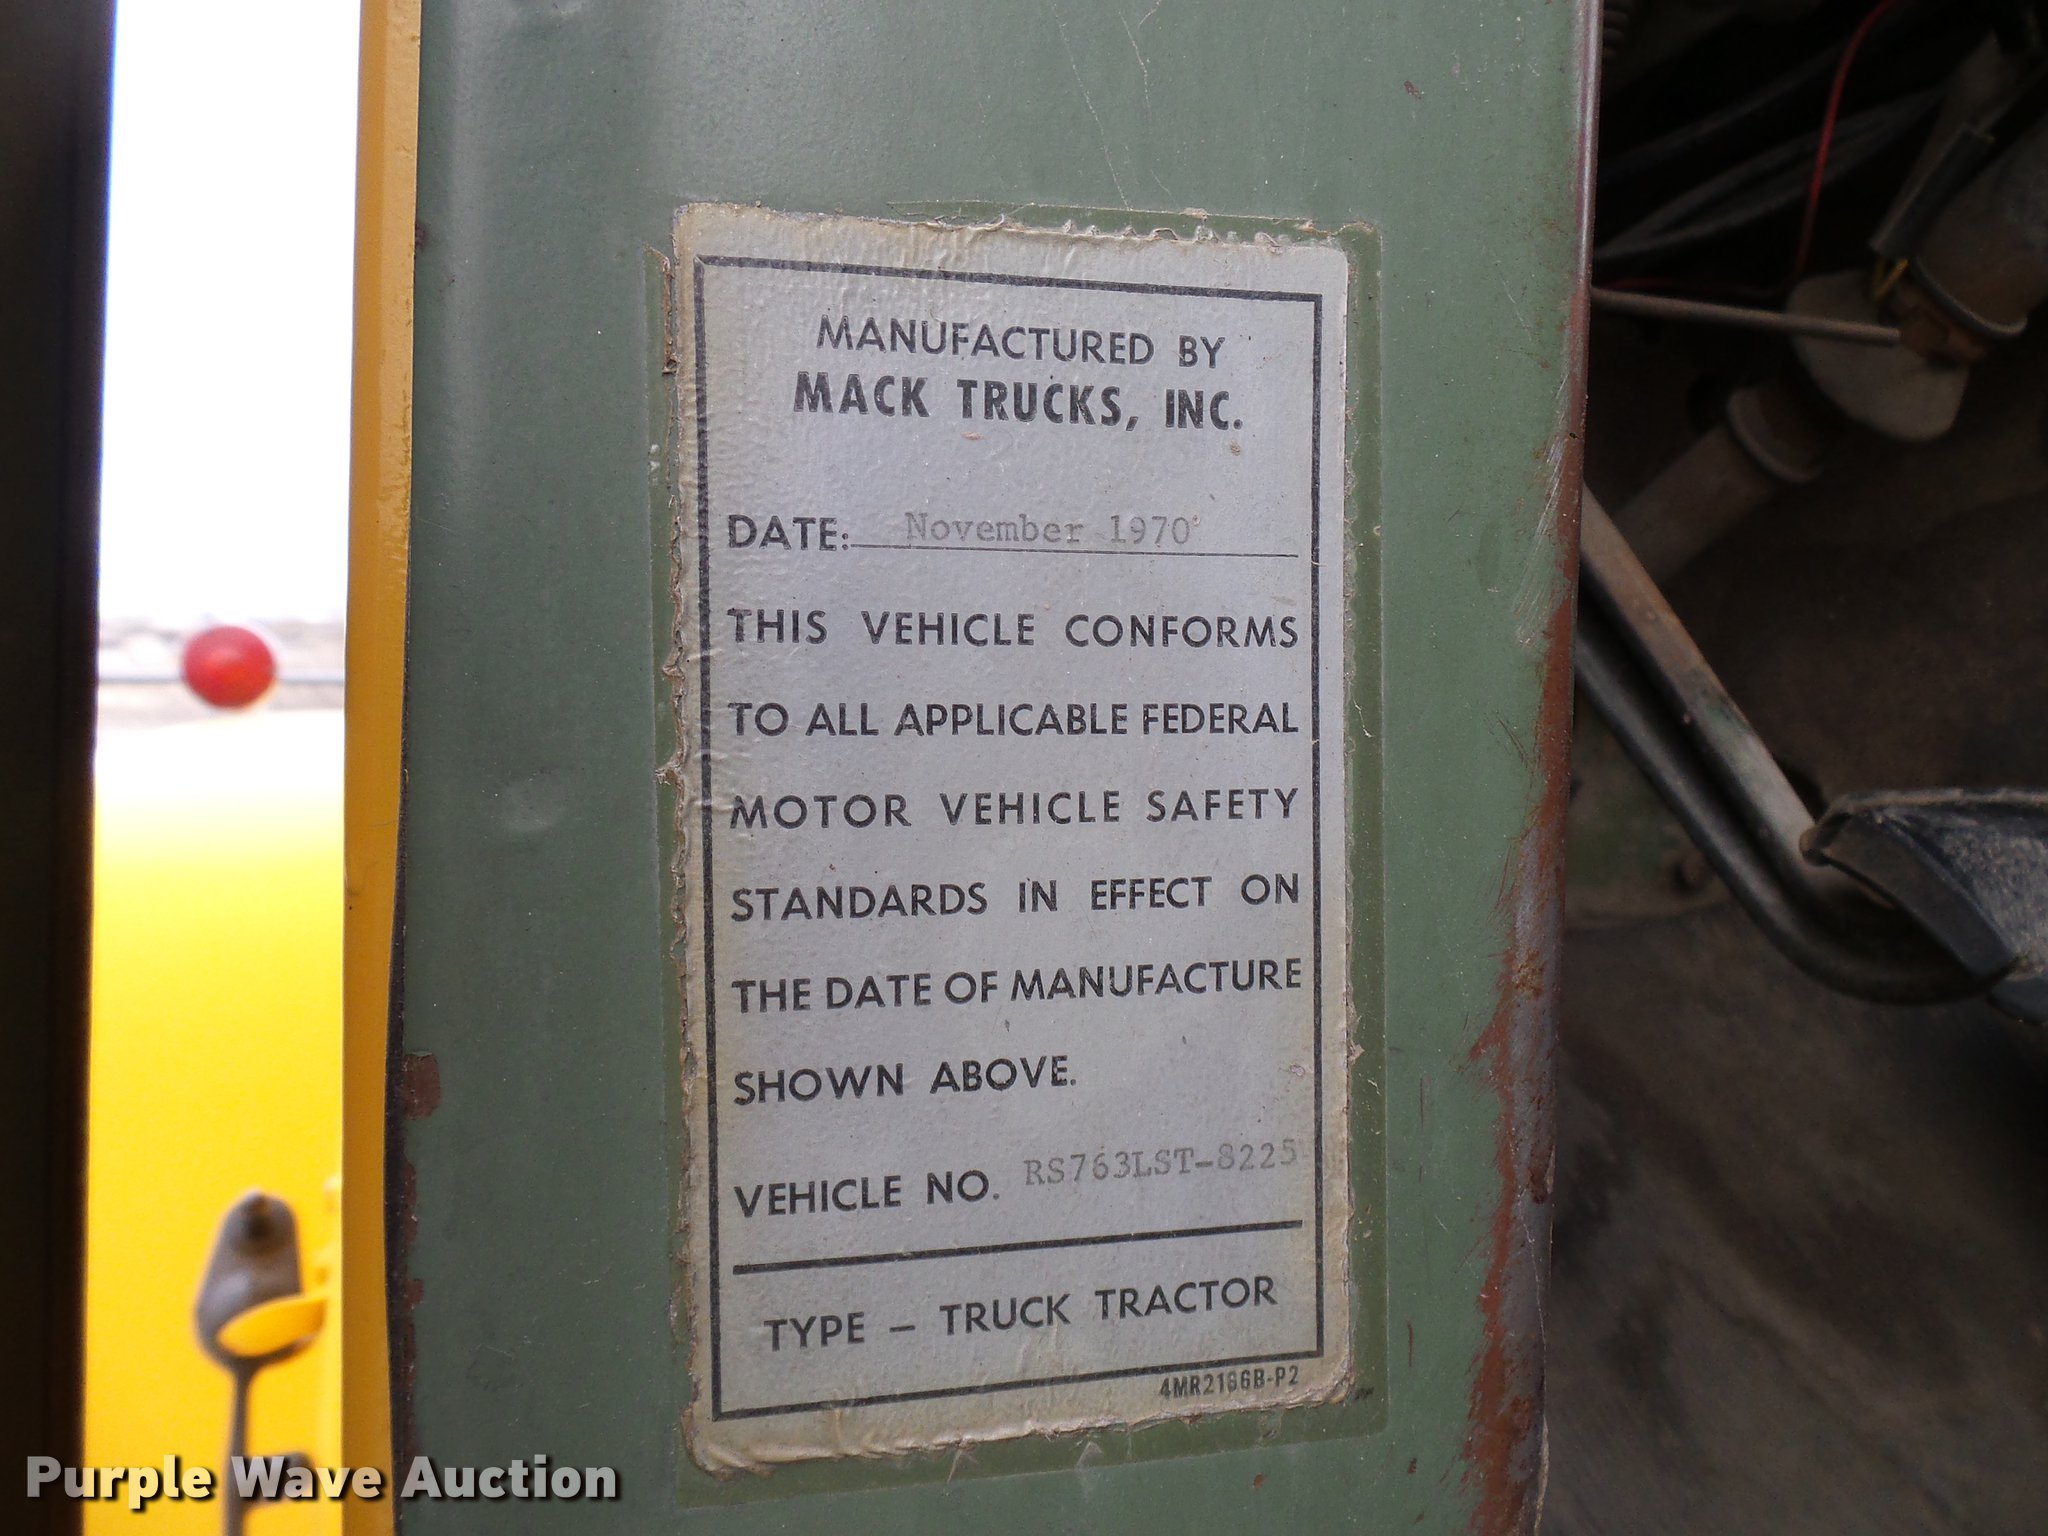 MANUFACTURED BY
MACK TRUCKS, INC.
DATE: November 1970
THIS VEHICLE CONFORMS
TO ALL APPLICABLE FEDERAL
MOTOR VEHICLE SAFETY
STANDARDS IN EFFECT ON
THE DATE OF MANUFACTURE
SHOWN ABOVE.
VEHICLE NO. RS763LST-8225
TYPE – TRUCK TRACTOR
4MR2166B-P2
Purple Wave Auction